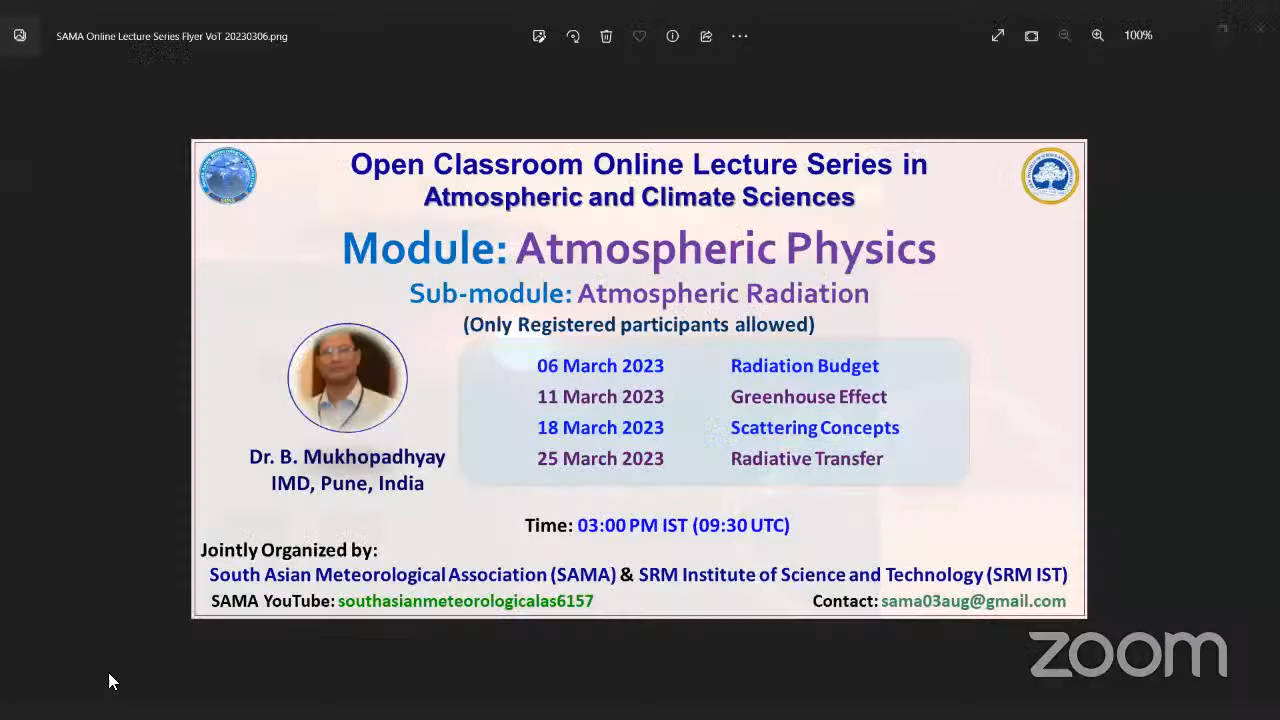 SAMA Online Lecture Series Flyer VoT 20230306.png
100%
Open Classroom Online Lecture Series in
Atmospheric and Climate Sciences
Module: Atmospheric Physics
Sub-module: Atmospheric Radiation
(Only Registered participants allowed)
06 March 2023 Radiation Budget
11 March 2023 Greenhouse Effect
18 March 2023 Scattering Concepts
25 March 2023 Radiative Transfer
Dr. B. Mukhopadhyay
IMD, Pune, India
Time: 03:00 PM IST (09:30 UTC)
Jointly Organized by:
South Asian Meteorological Association (SAMA) & SRM Institute of Science and Technology (SRM IST)
SAMA YouTube: southasianmeteorologicalas6157 Contact: sama03aug@gmail.com
zoom